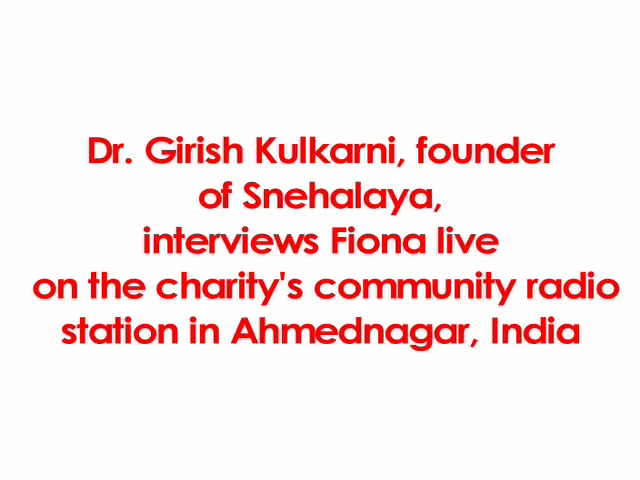 Dr. Girish Kulkarni, founder
of Snehalaya,
interviews Fiona live
on the charity's community radio
station in Ahmednagar, India